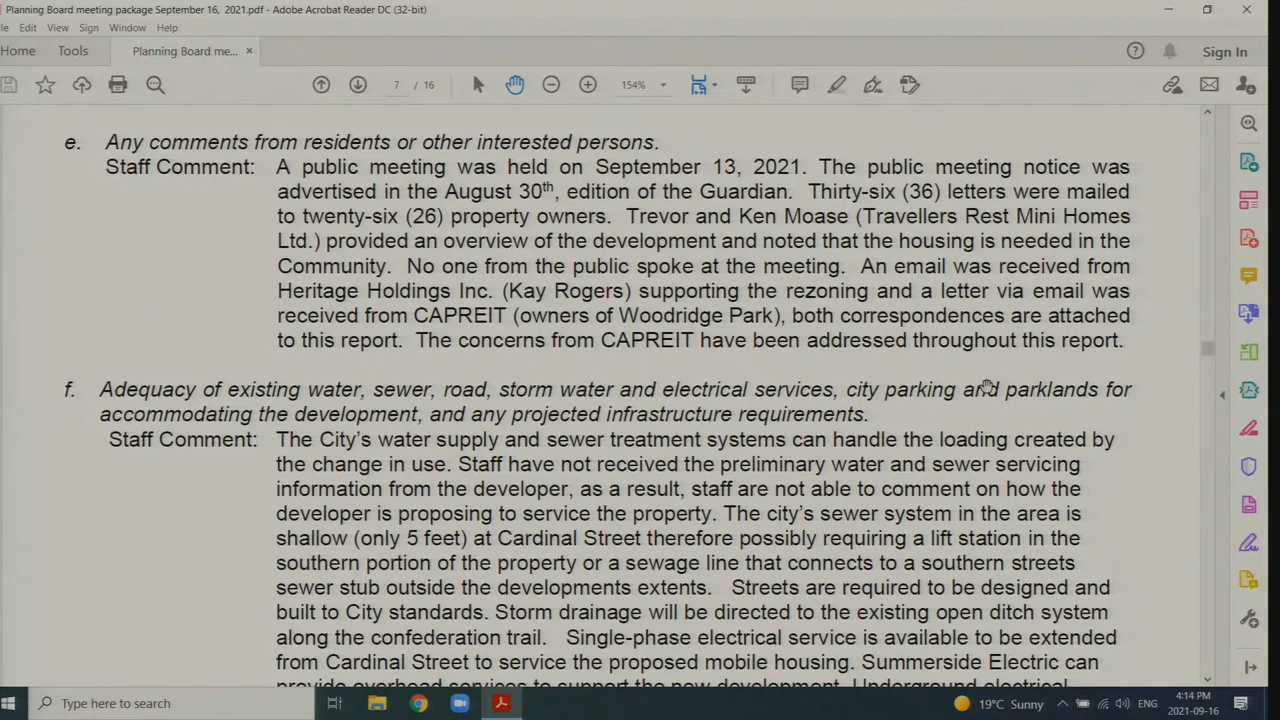 Planning Board meeting package September 16, 2021.pdf - Adobe Acrobat Reader DC (32-bit)
Edit View Sign Window Help
Home Tools Planning Board me... × Sign In
7 / 16 154%
e. Any comments from residents or other interested persons.
Staff Comment: A public meeting was held on September 13, 2021. The public meeting notice was
advertised in the August 30th, edition of the Guardian. Thirty-six (36) letters were mailed
to twenty-six (26) property owners. Trevor and Ken Moase (Travellers Rest Mini Homes
Ltd.) provided an overview of the development and noted that the housing is needed in the
Community. No one from the public spoke at the meeting. An email was received from
Heritage Holdings Inc. (Kay Rogers) supporting the rezoning and a letter via email was
received from CAPREIT (owners of Woodridge Park), both correspondences are attached
to this report. The concerns from CAPREIT have been addressed throughout this report.
f. Adequacy of existing water, sewer, road, storm water and electrical services, city parking and parklands for
accommodating the development, and any projected infrastructure requirements.
Staff Comment: The City's water supply and sewer treatment systems can handle the loading created by
the change in use. Staff have not received the preliminary water and sewer servicing
information from the developer, as a result, staff are not able to comment on how the
developer is proposing to service the property. The city's sewer system in the area is
shallow (only 5 feet) at Cardinal Street therefore possibly requiring a lift station in the
southern portion of the property or a sewage line that connects to a southern streets
sewer stub outside the developments extents. Streets are required to be designed and
built to City standards. Storm drainage will be directed to the existing open ditch system
along the confederation trail. Single-phase electrical service is available to be extended
from Cardinal Street to service the proposed mobile housing. Summerside Electric can
provide overhead services to support the new development. Underground electrical
Type here to search 19°C Sunny ENG 4:14 PM
2021-09-16